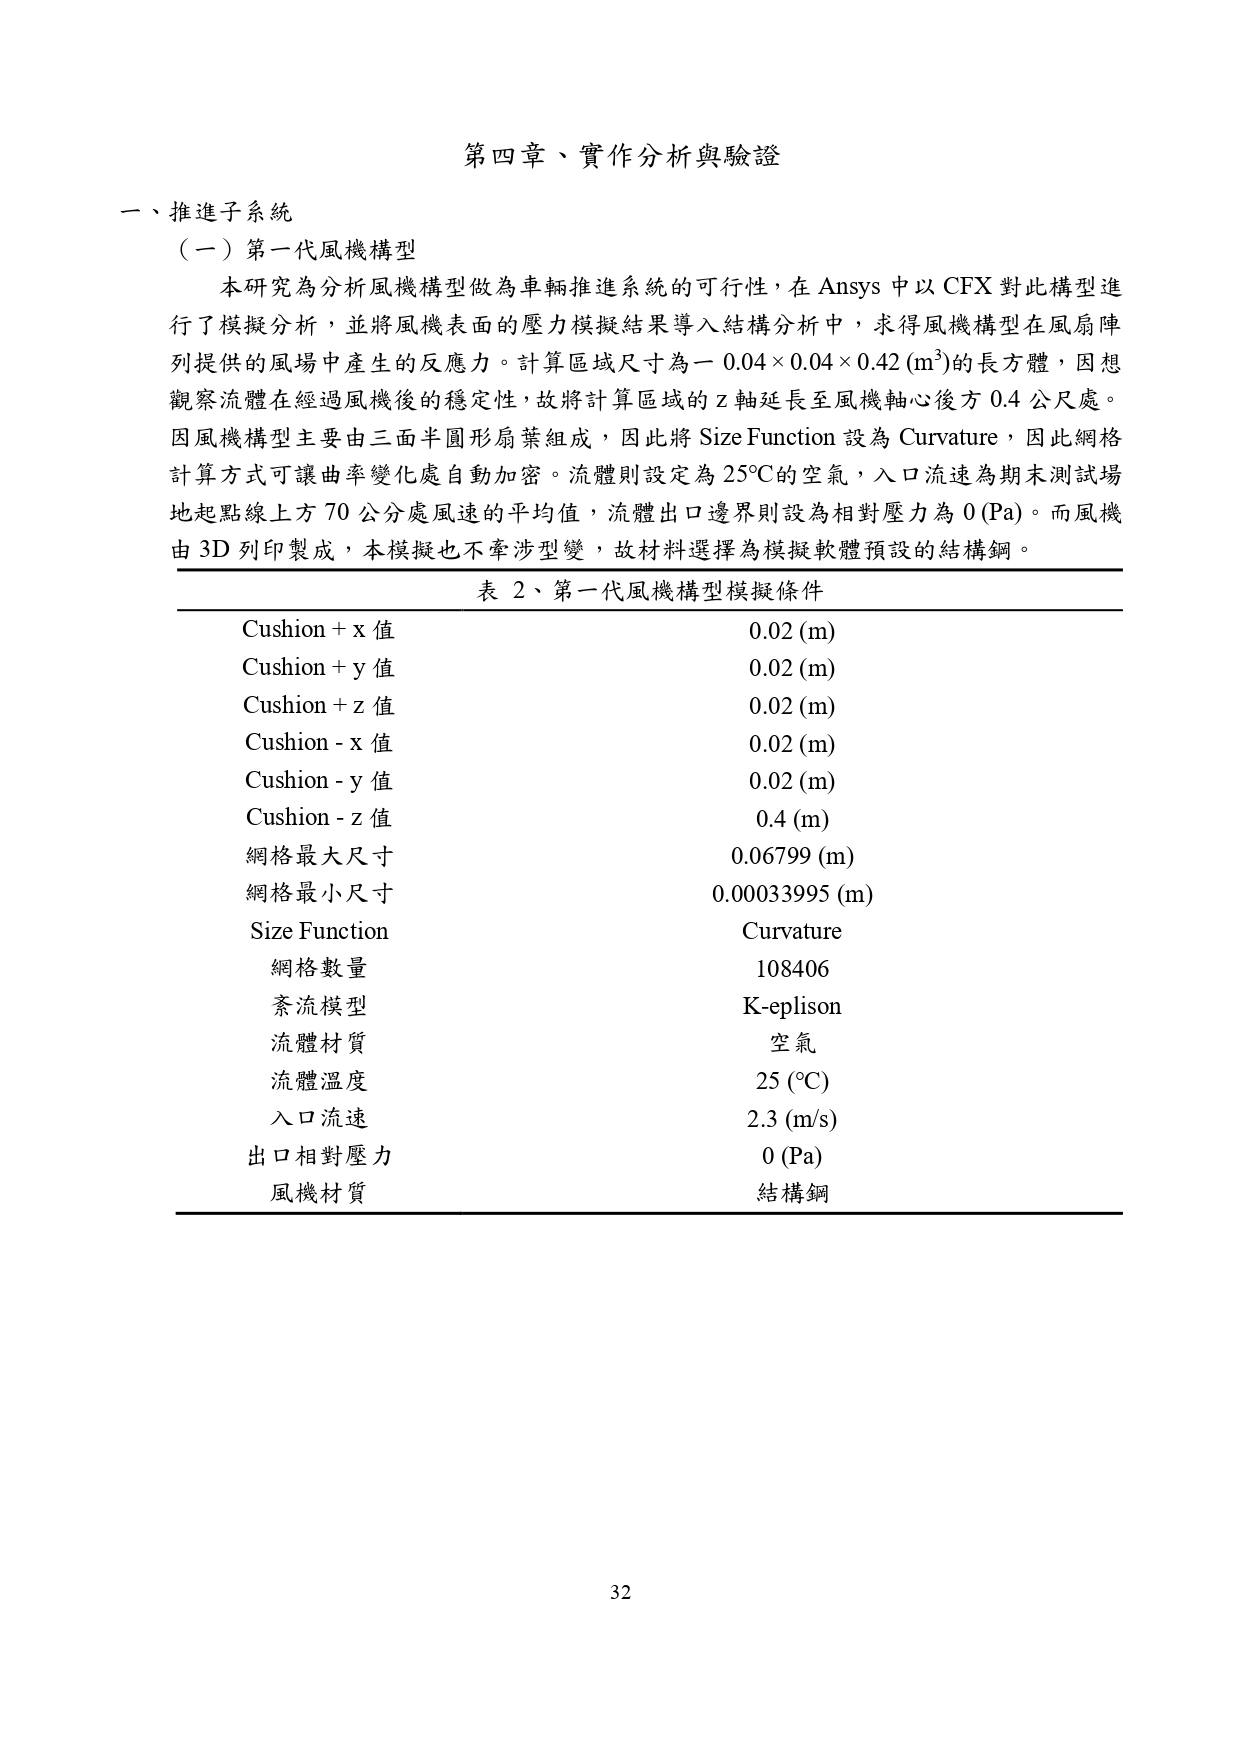 第四章、實作分析與驗證
一、推進子系統
（一）第一代風機構型
本研究為分析風機構型做為車輛推進系統的可行性，在 Ansys 中以 CFX 對此構型進
行了模擬分析，並將風機表面的壓力模擬結果導入結構分析中，求得風機構型在風扇陣
列提供的風場中產生的反應力。計算區域尺寸為一 0.04 × 0.04 × 0.42 (m³)的長方體，因想
觀察流體在經過風機後的穩定性，故將計算區域的 z 軸延長至風機軸心後方 0.4 公尺處。
因風機構型主要由三面半圓形扇葉組成，因此將 Size Function 設為 Curvature，因此網格
計算方式可讓曲率變化處自動加密。流體則設定為 25℃的空氣，入口流速為期末測試場
地起點線上方 70 公分處風速的平均值，流體出口邊界則設為相對壓力為 0 (Pa)。而風機
由 3D 列印製成，本模擬也不牽涉型變，故材料選擇為模擬軟體預設的結構鋼。
表 2、第一代風機構型模擬條件
Cushion + x 值 0.02 (m)
Cushion + y 值 0.02 (m)
Cushion + z 值 0.02 (m)
Cushion - x 值 0.02 (m)
Cushion - y 值 0.02 (m)
Cushion - z 值 0.4 (m)
網格最大尺寸 0.06799 (m)
網格最小尺寸 0.00033995 (m)
Size Function Curvature
網格數量 108406
紊流模型 K-eplison
流體材質 空氣
流體溫度 25 (℃)
入口流速 2.3 (m/s)
出口相對壓力 0 (Pa)
風機材質 結構鋼
32